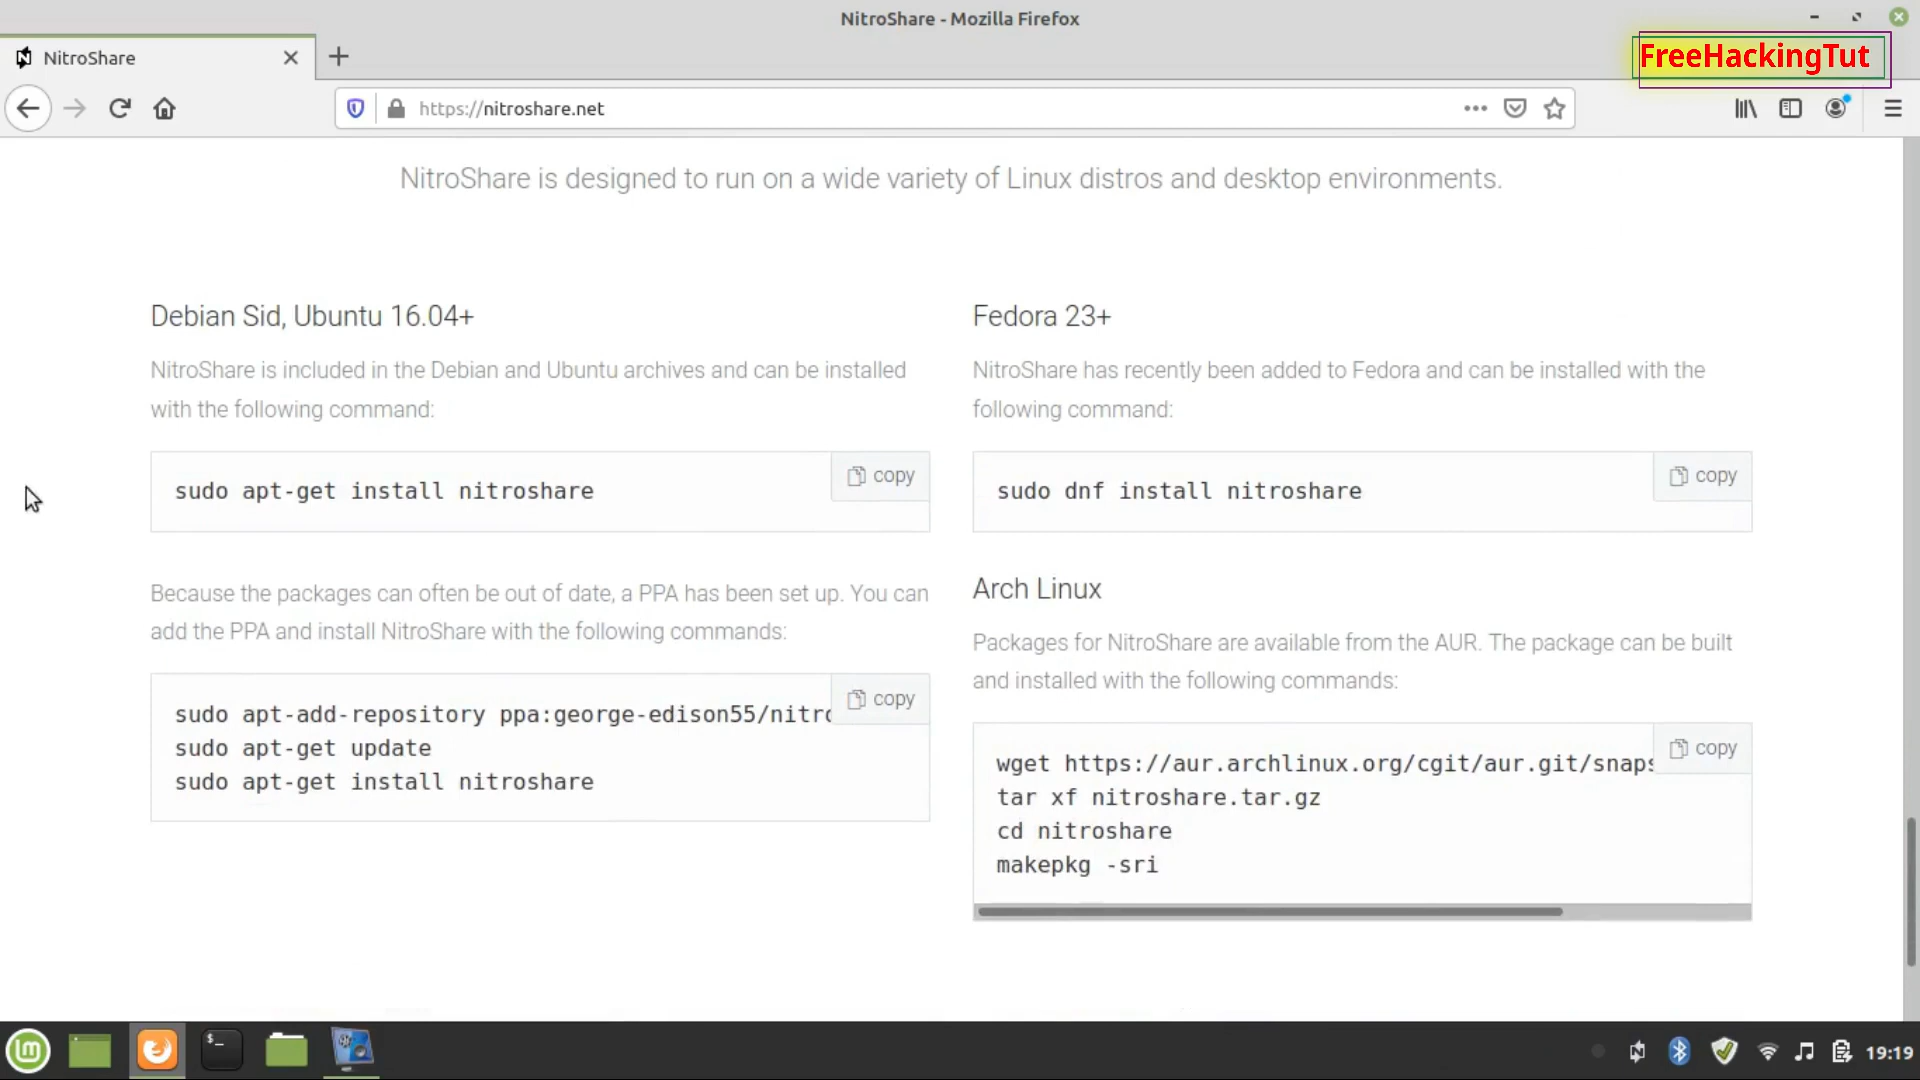 NitroShare - Mozilla Firefox
NitroShare
FreeHackingTut
https://nitroshare.net
NitroShare is designed to run on a wide variety of Linux distros and desktop environments.
Debian Sid, Ubuntu 16.04+
NitroShare is included in the Debian and Ubuntu archives and can be installed
with the following command:
copy
sudo apt-get install nitroshare
Because the packages can often be out of date, a PPA has been set up. You can
add the PPA and install NitroShare with the following commands:
copy
sudo apt-add-repository ppa:george-edison55/nitro
sudo apt-get update
sudo apt-get install nitroshare
Fedora 23+
NitroShare has recently been added to Fedora and can be installed with the
following command:
copy
sudo dnf install nitroshare
Arch Linux
Packages for NitroShare are available from the AUR. The package can be built
and installed with the following commands:
copy
wget https://aur.archlinux.org/cgit/aur.git/snaps
tar xf nitroshare.tar.gz
cd nitroshare
makepkg -sri
19:19